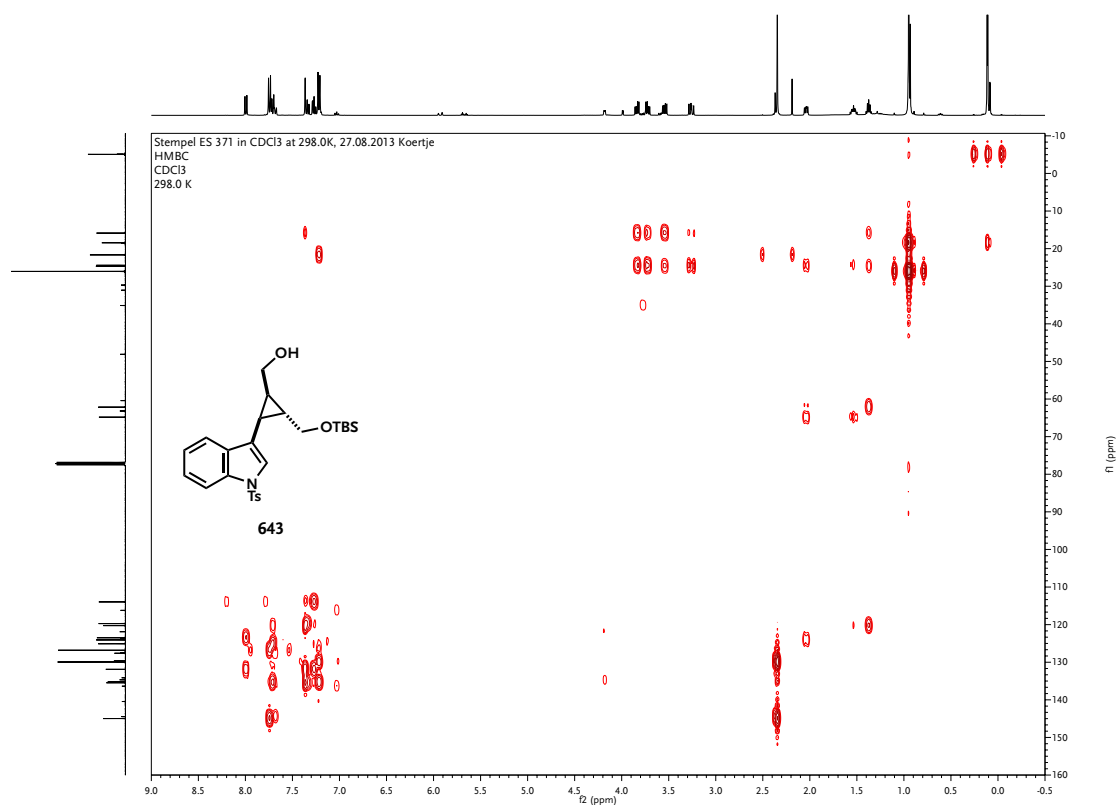 Stempel ES 371 in CDCl3 at 298.0K, 27.08.2013 Koertje
HMBC
CDCl3
298.0 K
OH
OTBS
N
Ts
643
-10
0
10
20
30
40
50
60
70
80
90
100
110
120
130
140
150
160
f1 (ppm)
9.0 8.5 8.0 7.5 7.0 6.5 6.0 5.5 5.0 4.5 4.0 3.5 3.0 2.5 2.0 1.5 1.0 0.5 0.0 -0.5
f2 (ppm)